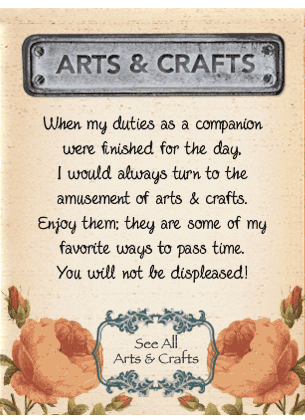 ARTS & CRAFTS
When my duties as a companion
were finished for the day,
I would always turn to the
amusement of arts & crafts.
Enjoy them; they are some of my
favorite ways to pass time.
You will not be displeased!
See All
Arts & Crafts